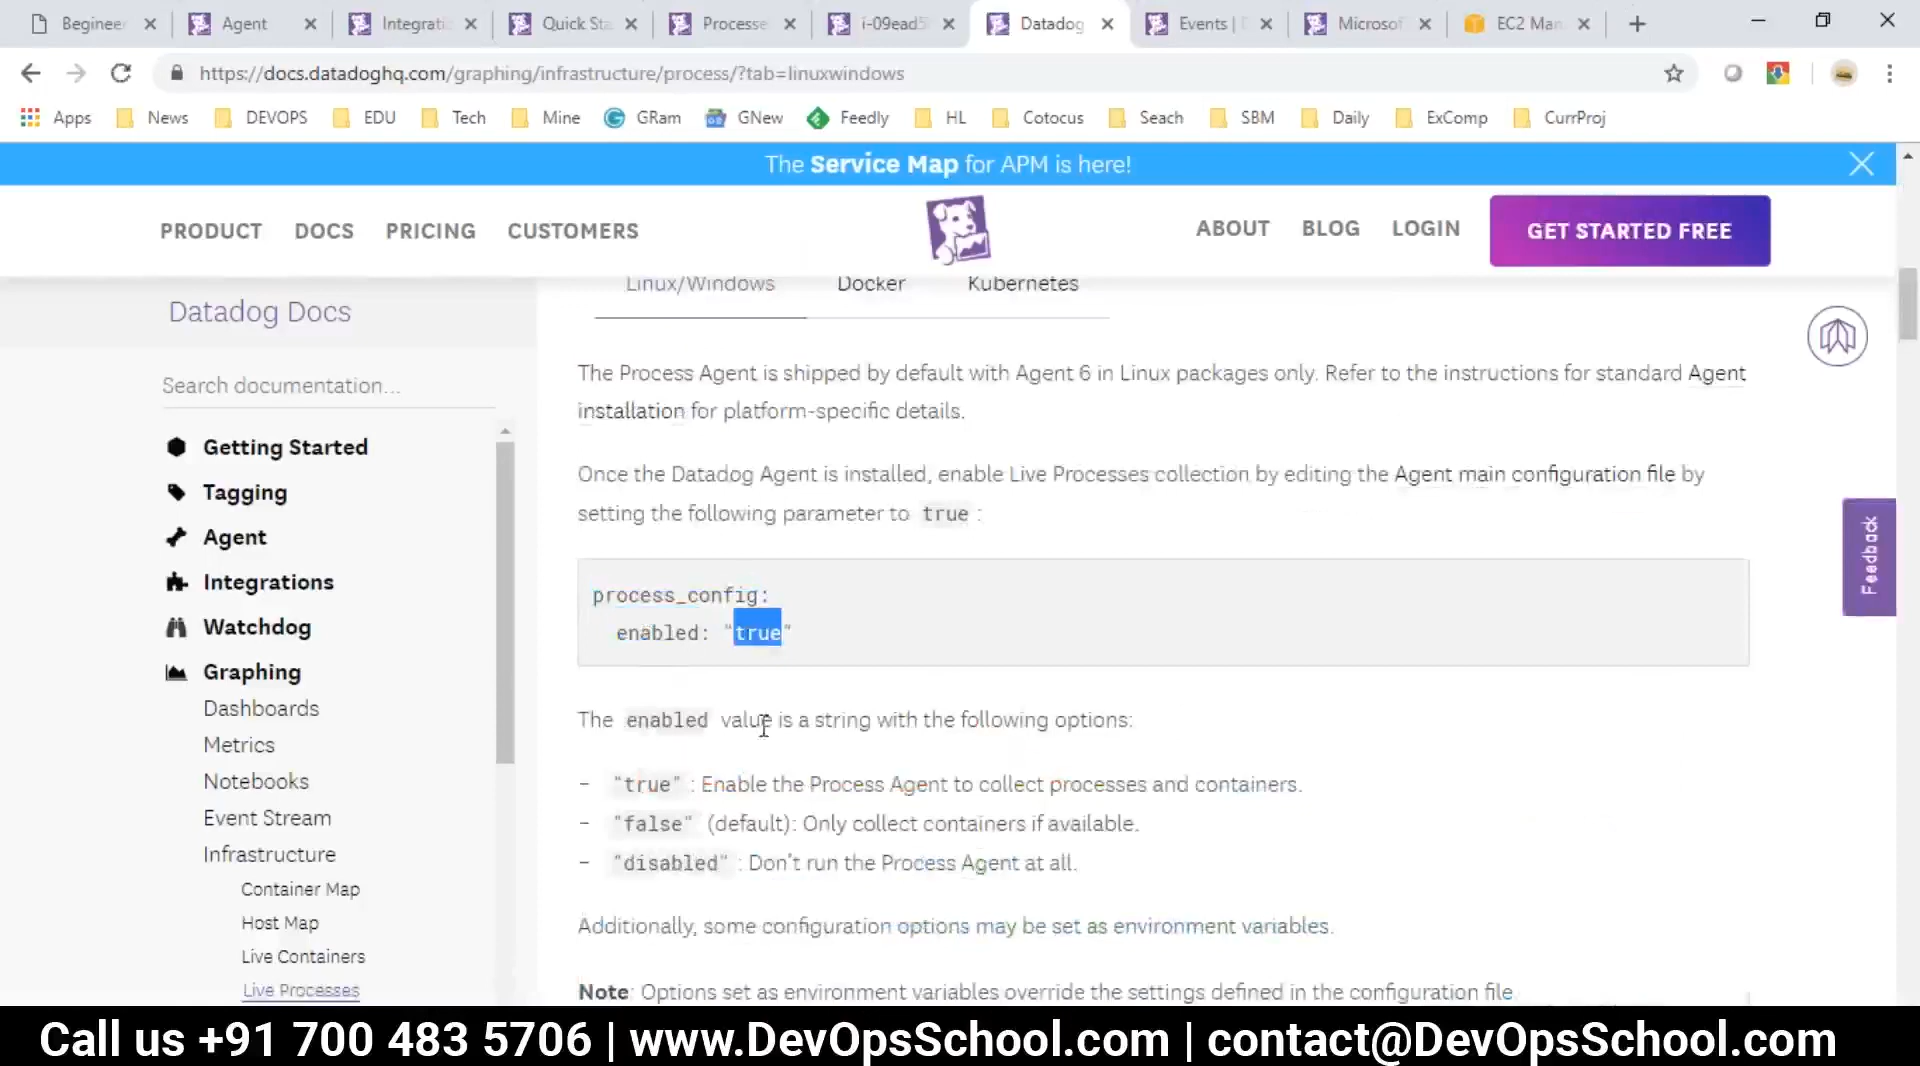 Begineer
Agent
Integrati
Quick Sta
Processe
i-09ead5
Datadog
Events | D
Microsof
EC2 Man
https://docs.datadoghq.com/graphing/infrastructure/process/?tab=linuxwindows
Apps News DEVOPS EDU Tech Mine GRam GNew Feedly HL Cotocus Seach SBM Daily ExComp CurrProj
The Service Map for APM is here!
PRODUCT DOCS PRICING CUSTOMERS ABOUT BLOG LOGIN GET STARTED FREE
Datadog Docs
Search documentation...
Getting Started
Tagging
Agent
Integrations
Watchdog
Graphing
Dashboards
Metrics
Notebooks
Event Stream
Infrastructure
Container Map
Host Map
Live Containers
Live Processes
Linux/Windows Docker Kubernetes
The Process Agent is shipped by default with Agent 6 in Linux packages only. Refer to the instructions for standard Agent
installation for platform-specific details.
Once the Datadog Agent is installed, enable Live Processes collection by editing the Agent main configuration file by
setting the following parameter to true :
process_config:
enabled: "true"
The enabled value is a string with the following options:
- "true" : Enable the Process Agent to collect processes and containers.
- "false" (default): Only collect containers if available.
- "disabled" : Don't run the Process Agent at all.
Additionally, some configuration options may be set as environment variables.
Note: Options set as environment variables override the settings defined in the configuration file.
Feedback
Call us +91 700 483 5706 | www.DevOpsSchool.com | contact@DevOpsSchool.com